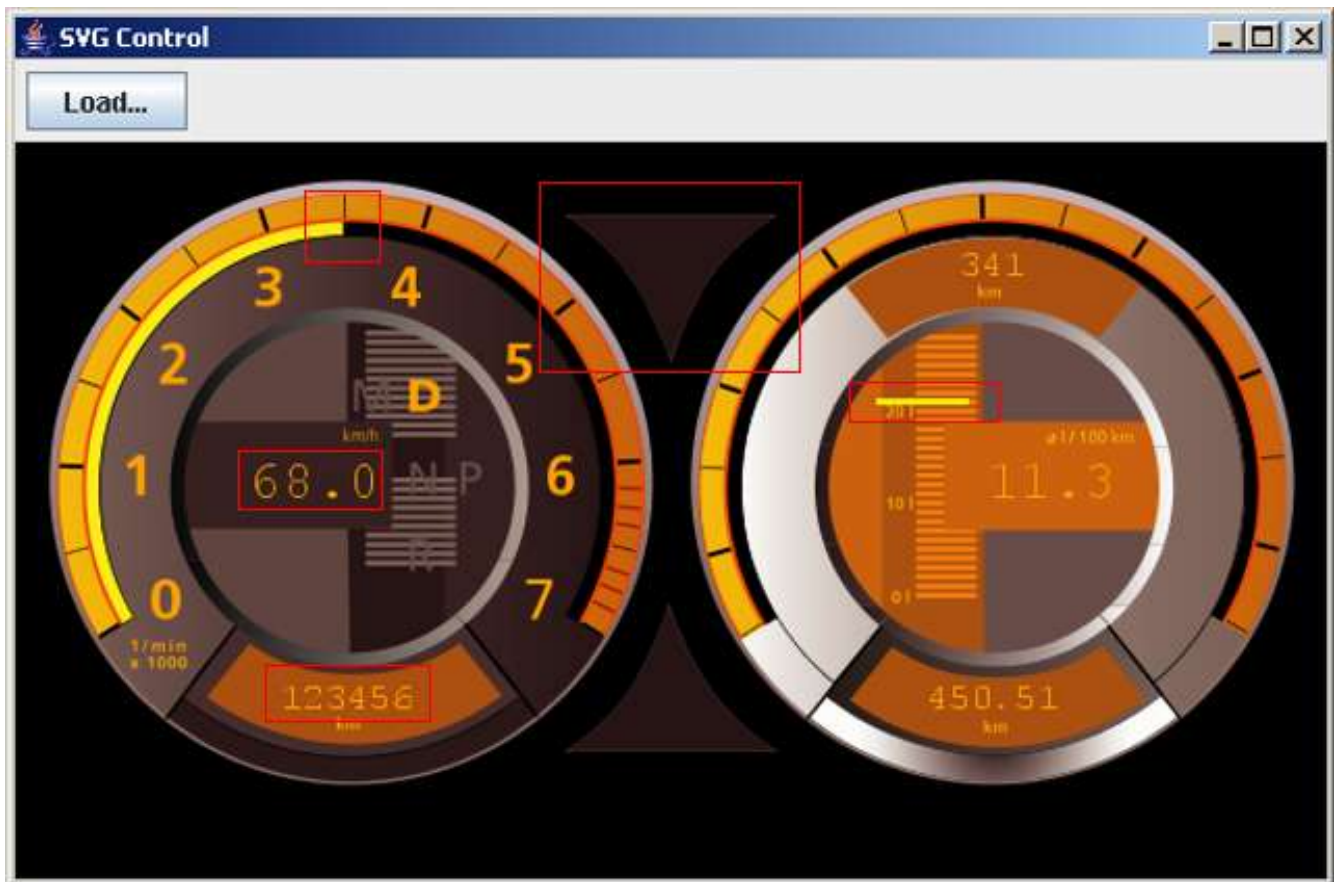 SVG Control
Load...
3 4
2 5
M D
km/h
1 68.0 N P 6
R
0 7
1/min
x 1000
123456
km
341
km
20 l
ø l / 100 km
11.3
10 l
0 l
450.51
km